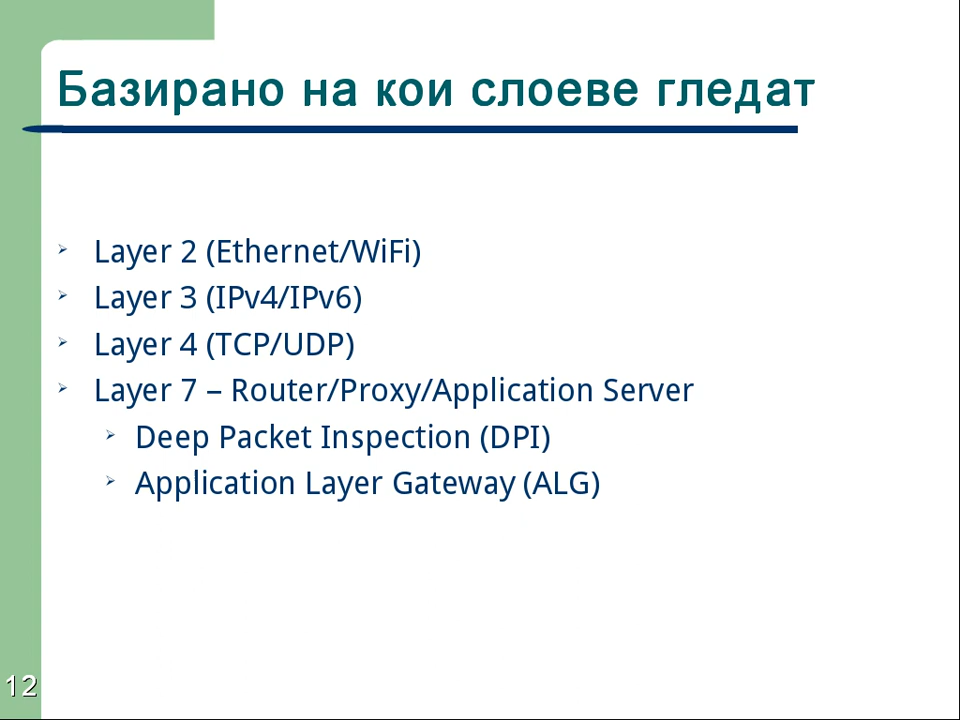 Базирано на кои слоеве гледат
Layer 2 (Ethernet/WiFi)
Layer 3 (IPv4/IPv6)
Layer 4 (TCP/UDP)
Layer 7 – Router/Proxy/Application Server
Deep Packet Inspection (DPI)
Application Layer Gateway (ALG)
12